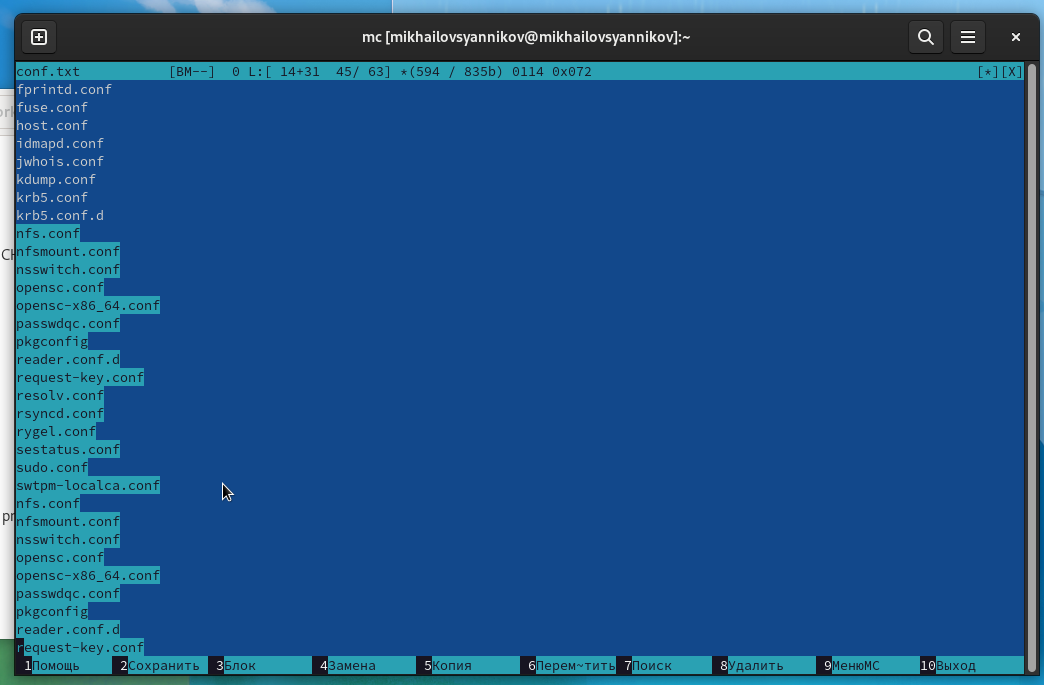 mc [mikhailovsyannikov@mikhailovsyannikov]:~
conf.txt [BM--] 0 L:[ 14+31 45/ 63] *(594 / 835b) 0114 0x072 [*][X]
fprintd.conf
fuse.conf
host.conf
idmapd.conf
jwhois.conf
kdump.conf
krb5.conf
krb5.conf.d
nfs.conf
nfsmount.conf
nsswitch.conf
opensc.conf
opensc-x86_64.conf
passwdqc.conf
pkgconfig
reader.conf.d
request-key.conf
resolv.conf
rsyncd.conf
rygel.conf
sestatus.conf
sudo.conf
swtpm-localca.conf
nfs.conf
nfsmount.conf
nsswitch.conf
opensc.conf
opensc-x86_64.conf
passwdqc.conf
pkgconfig
reader.conf.d
request-key.conf
1Помощь 2Сохранить 3Блок 4Замена 5Копия 6Перем~тить 7Поиск 8Удалить 9МенюМС 10Выход